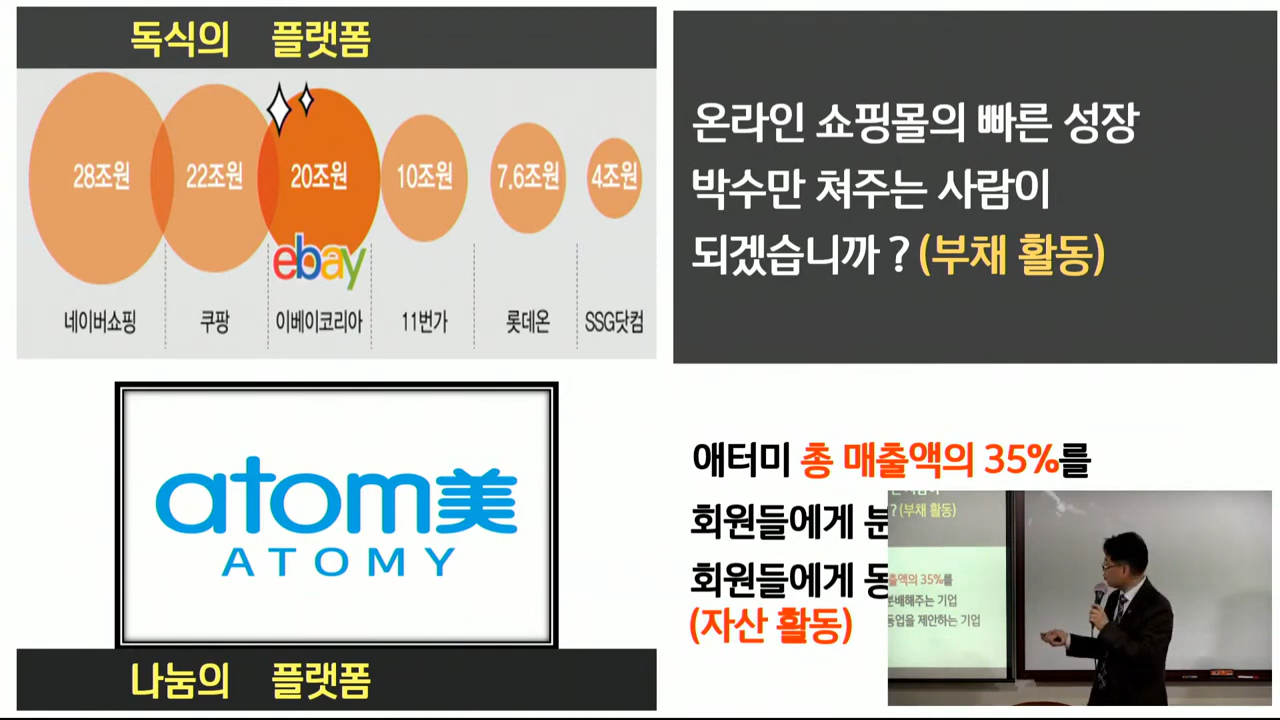 독식의 플랫폼
28조원
22조원
20조원
10조원
7.6조원
4조원
ebay
네이버쇼핑
쿠팡
이베이코리아
11번가
롯데온
SSG닷컴
온라인 쇼핑몰의 빠른 성장
박수만 쳐주는 사람이
되겠습니까 ? (부채 활동)
atom美
ATOMY
나눔의 플랫폼
애터미 총 매출액의 35%를
회원들에게
회원들에게
(자산 활동)
? (부채 활동)
출액의 35%를
분배해주는 기업
동업을 제안하는 기업